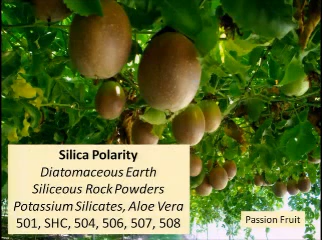 Silica Polarity
Diatomaceous Earth
Siliceous Rock Powders
Potassium Silicates, Aloe Vera
501, SHC, 504, 506, 507, 508
Passion Fruit